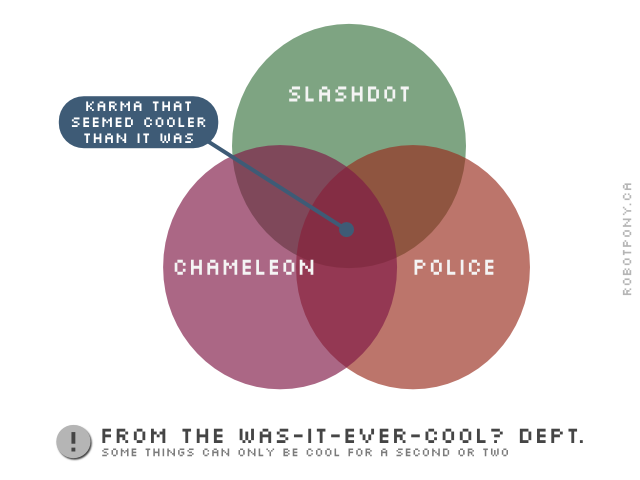 SLASHDOT
KARMA THAT
SEEMED COOLER
THAN IT WAS
CHAMELEON
POLICE
ROBOTPONY.CA
!
FROM THE WAS-IT-EVER-COOL? DEPT.
SOME THINGS CAN ONLY BE COOL FOR A SECOND OR TWO